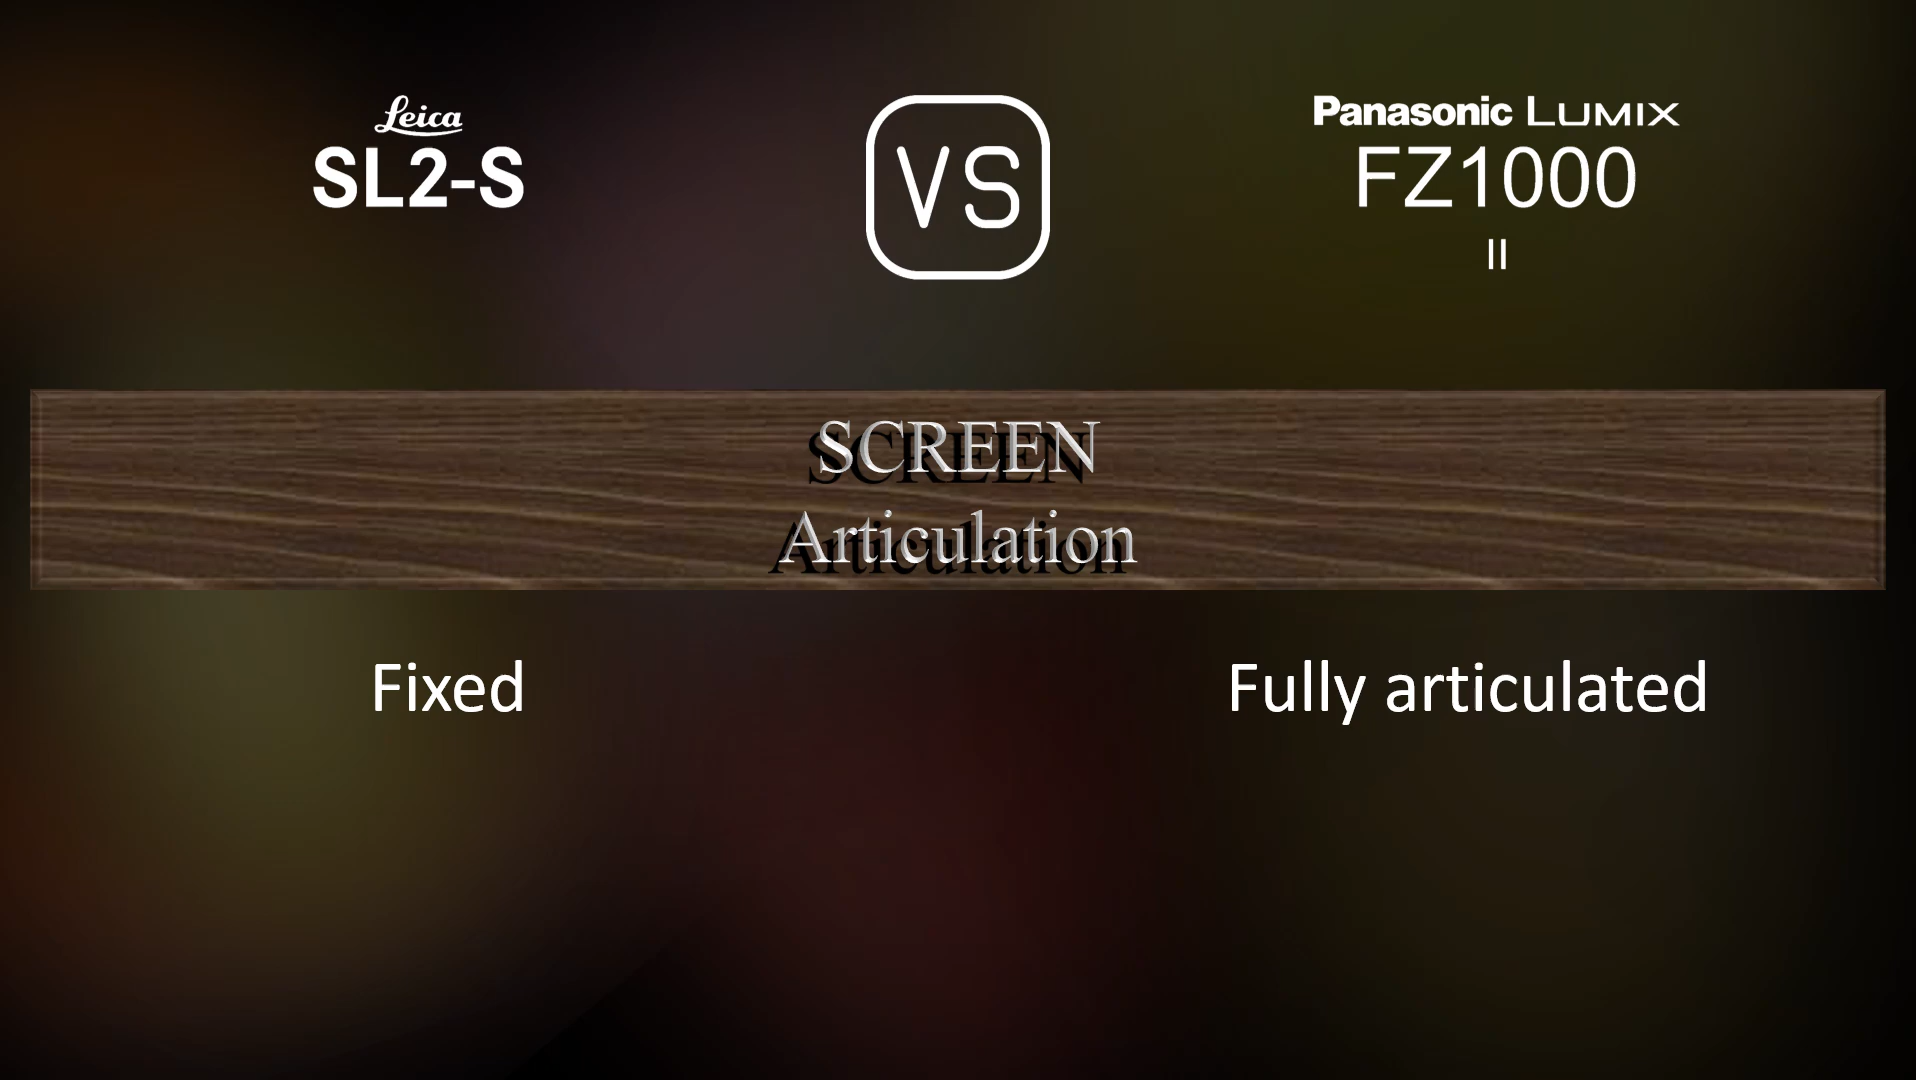 Leica
SL2-S
VS
Panasonic LUMIX
FZ1000
II
SCREEN
Articulation
Fixed
Fully articulated